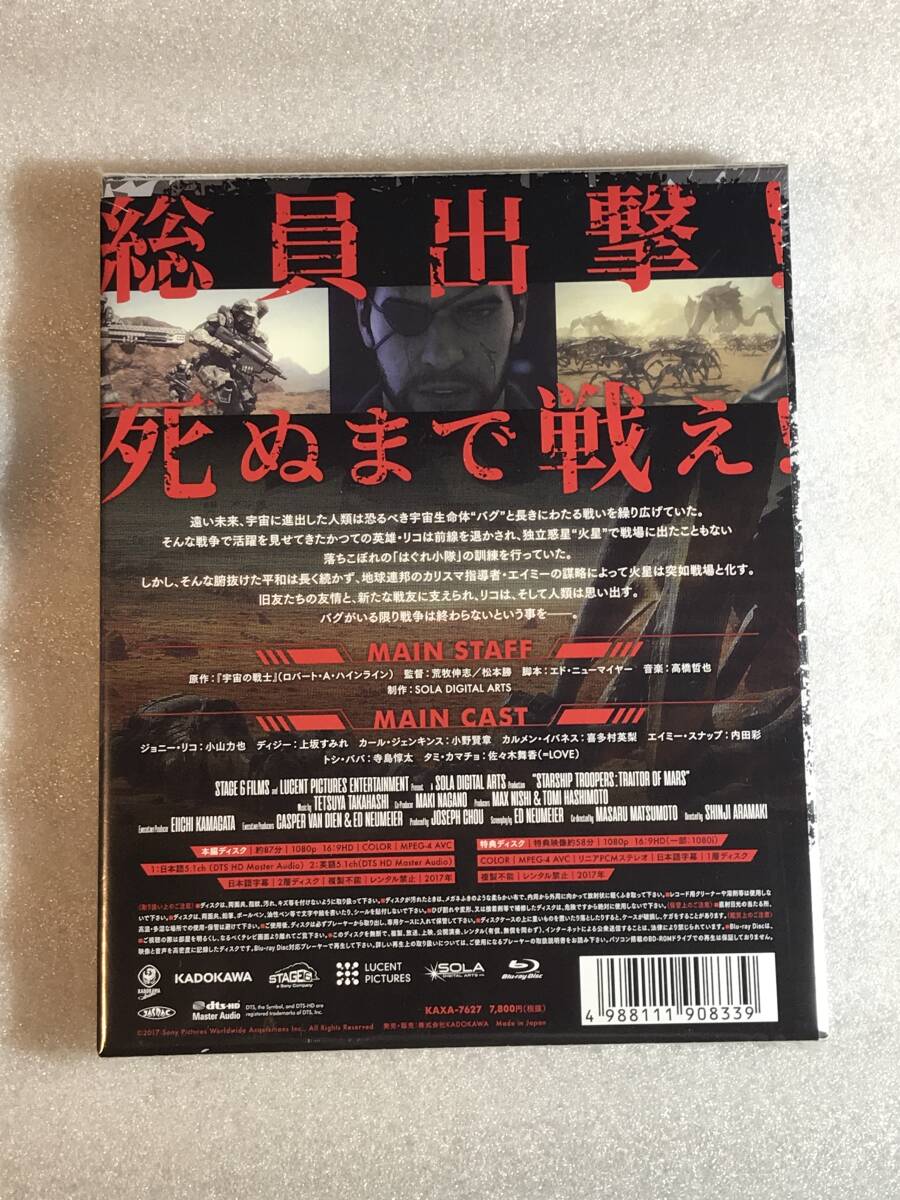 総員出撃!
死ぬまで戦え!
遠い未来、宇宙に進出した人類は恐るべき宇宙生命体“バグ”と長きにわたる戦いを繰り広げていた。
そんな戦争で活躍を見せてきたかつての英雄・リコは前線を退かされ、独立惑星“火星”で戦場に出たこともない
落ちこぼれの「はぐれ小隊」の訓練を行っていた。
しかし、そんな腑抜けた平和は長く続かず、地球連邦のカリスマ指導者・エイミーの謀略によって火星は突如戦場と化す。
旧友たちの友情と、新たな戦友に支えられ、リコは、そして人類は思い出す。
バグがいる限り戦争は終わらないという事を──。
MAIN STAFF
原作:『宇宙の戦士』(ロバート・A・ハインライン) 監督:荒牧伸志/松本勝 脚本:エド・ニューマイヤー 音楽:高橋哲也
制作:SOLA DIGITAL ARTS
MAIN CAST
ジョニー・リコ:小山力也 ディジー:上坂すみれ カール・ジェンキンス:小野賢章 カルメン・イバネス:喜多村英梨 エイミー・スナップ:内田彩
トシ・ババ:寺島惇太 タミ・カマチョ:佐々木舞香(=LOVE)
STAGE 6 FILMS and LUCENT PICTURES ENTERTAINMENT Present a SOLA DIGITAL ARTS Production "STARSHIP TROOPERS: TRAITOR OF MARS"
Music by TETSUYA TAKAHASHI Co-Producer MAKI NAGANO Producers MAX NISHI & TOMI HASHIMOTO
Executive Producer EIICHI KAMAGATA Executive Producers CASPER VAN DIEN & ED NEUMEIER Produced by JOSEPH CHOU Screenplay by ED NEUMEIER Co-directed by MASARU MATSUMOTO Directed by SHINJI ARAMAKI
本編ディスク 約87分 1080p 16:9HD COLOR MPEG-4 AVC
1:日本語5.1ch(DTS HD Master Audio) 2:英語5.1ch(DTS HD Master Audio)
日本語字幕 2層ディスク 複製不能 レンタル禁止 2017年
特典ディスク 特典映像約58分 1080p 16:9HD(一部:1080i)
COLOR MPEG-4 AVC リニアPCMステレオ 日本語字幕 1層ディスク
複製不能 レンタル禁止 2017年
KADOKAWA
STAGE 6
a Sony Company
LUCENT PICTURES
SOLA
DIGITAL ARTS
Blu-ray Disc
JASRAC
dts-HD
Master Audio
DTS, the Symbol, and DTS-HD are
registered trademarks of DTS, Inc.
KAXA-7627 7,800円(税抜)
©2017 Sony Pictures Worldwide Acquisitions Inc., All Rights Reserved
発売・販売:株式会社KADOKAWA Made in Japan
4 988111 908339